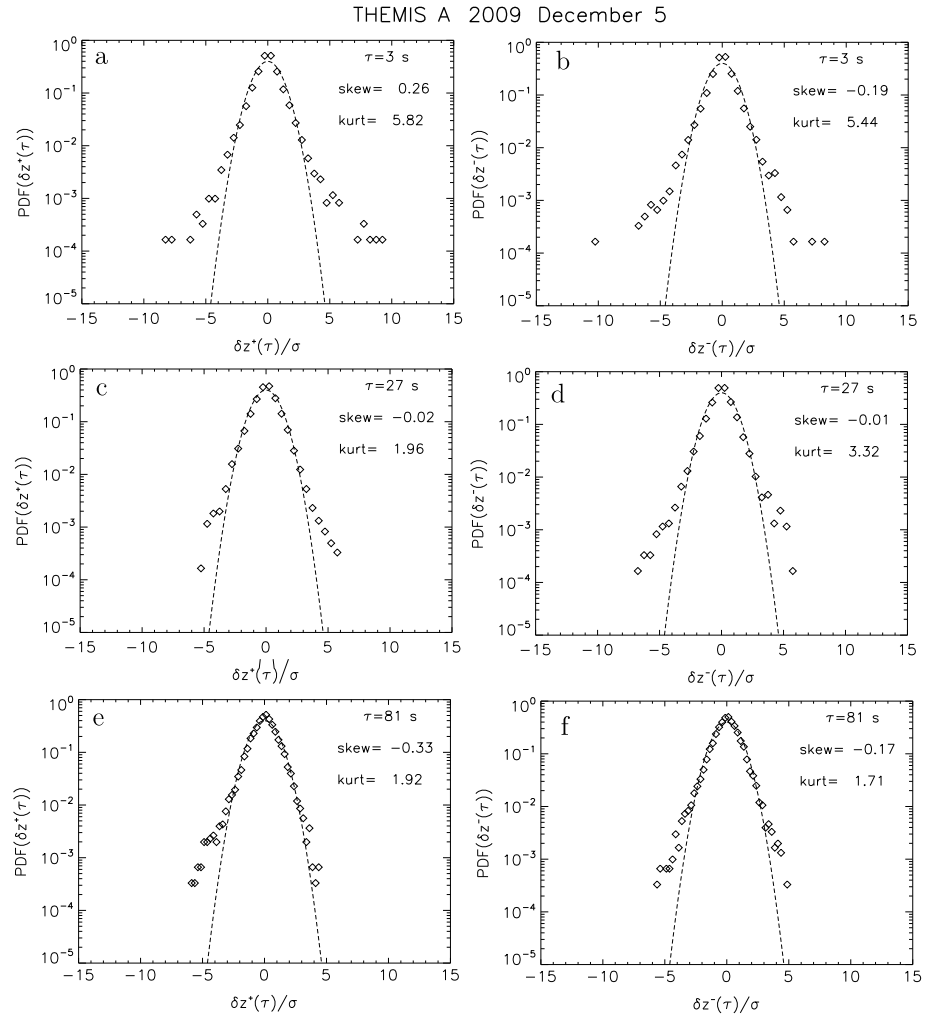 THEMIS A 2009 December 5
a
τ=3 s
skew= 0.26
kurt= 5.82
PDF(δz⁺(τ))
10⁰
10⁻¹
10⁻²
10⁻³
10⁻⁴
10⁻⁵
−15 −10 −5 0 5 10 15
δz⁺(τ)/σ
b
τ=3 s
skew= −0.19
kurt= 5.44
PDF(δz⁻(τ))
10⁰
10⁻¹
10⁻²
10⁻³
10⁻⁴
10⁻⁵
−15 −10 −5 0 5 10 15
δz⁻(τ)/σ
c
τ=27 s
skew= −0.02
kurt= 1.96
PDF(δz⁺(τ))
10⁰
10⁻¹
10⁻²
10⁻³
10⁻⁴
10⁻⁵
−15 −10 −5 0 5 10 15
δz⁺(τ)/σ
d
τ=27 s
skew= −0.01
kurt= 3.32
PDF(δz⁻(τ))
10⁰
10⁻¹
10⁻²
10⁻³
10⁻⁴
10⁻⁵
−15 −10 −5 0 5 10 15
δz⁻(τ)/σ
e
τ=81 s
skew= −0.33
kurt= 1.92
PDF(δz⁺(τ))
10⁰
10⁻¹
10⁻²
10⁻³
10⁻⁴
10⁻⁵
−15 −10 −5 0 5 10 15
δz⁺(τ)/σ
f
τ=81 s
skew= −0.17
kurt= 1.71
PDF(δz⁻(τ))
10⁰
10⁻¹
10⁻²
10⁻³
10⁻⁴
10⁻⁵
−15 −10 −5 0 5 10 15
δz⁻(τ)/σ